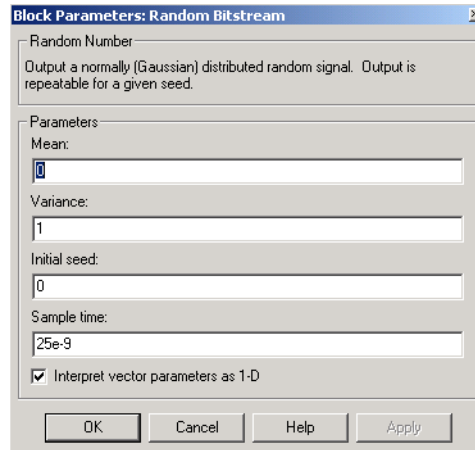 Block Parameters: Random Bitstream
Random Number
Output a normally (Gaussian) distributed random signal. Output is
repeatable for a given seed.
Parameters
Mean:
0
Variance:
1
Initial seed:
0
Sample time:
25e-9
Interpret vector parameters as 1-D
OK
Cancel
Help
Apply